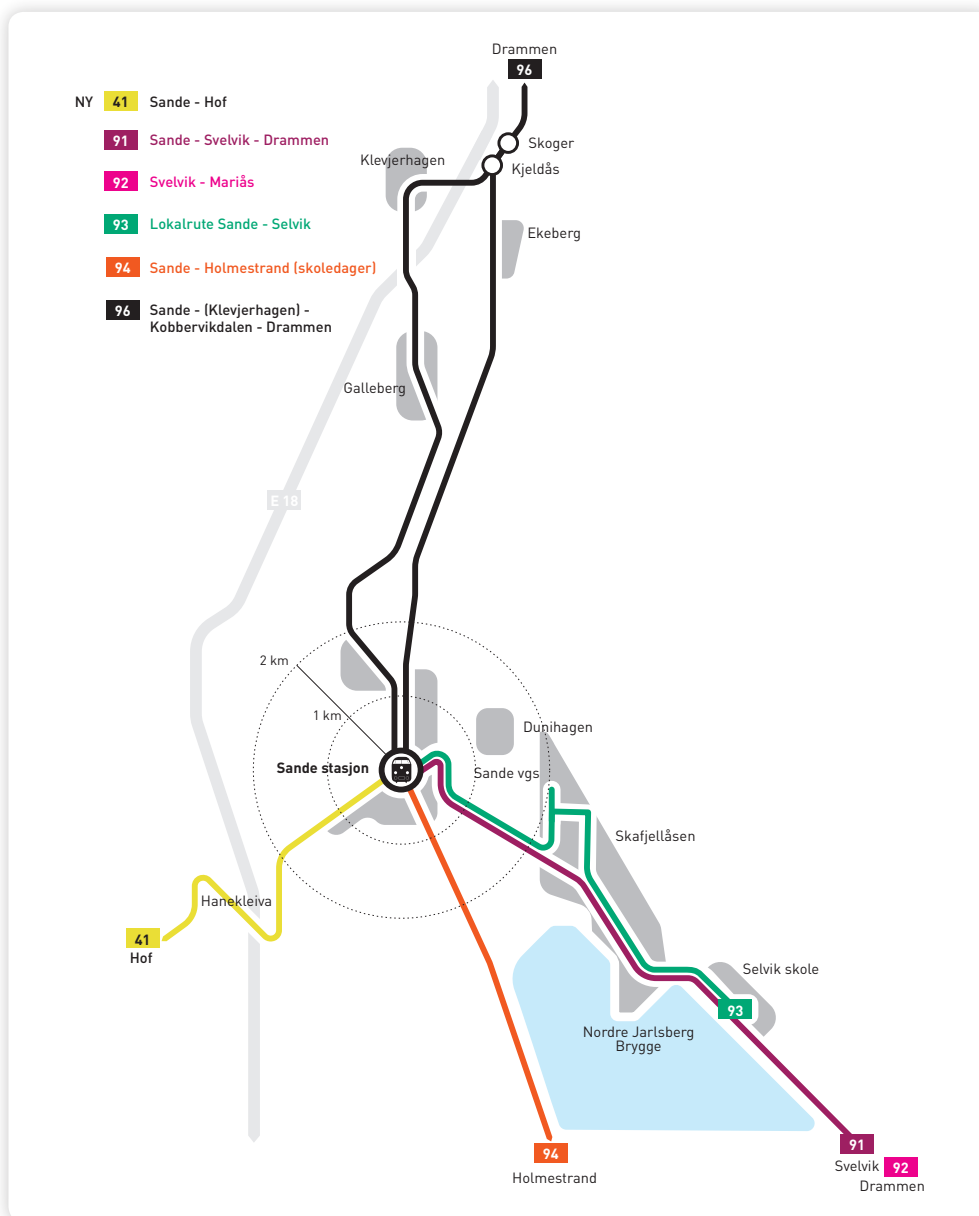 Drammen
96
NY 41 Sande - Hof
91 Sande - Svelvik - Drammen
92 Svelvik - Mariås
93 Lokalrute Sande - Selvik
94 Sande - Holmestrand (skoledager)
96 Sande - (Klevjerhagen) -
Kobbervikdalen - Drammen
Skoger
Klevjerhagen
Kjeldås
Ekeberg
Galleberg
E 18
2 km
1 km
Dunihagen
Sande stasjon
Sande vgs
Skafjellåsen
Hanekleiva
41
Hof
Selvik skole
93
Nordre Jarlsberg
Brygge
94
Holmestrand
91
Svelvik 92
Drammen